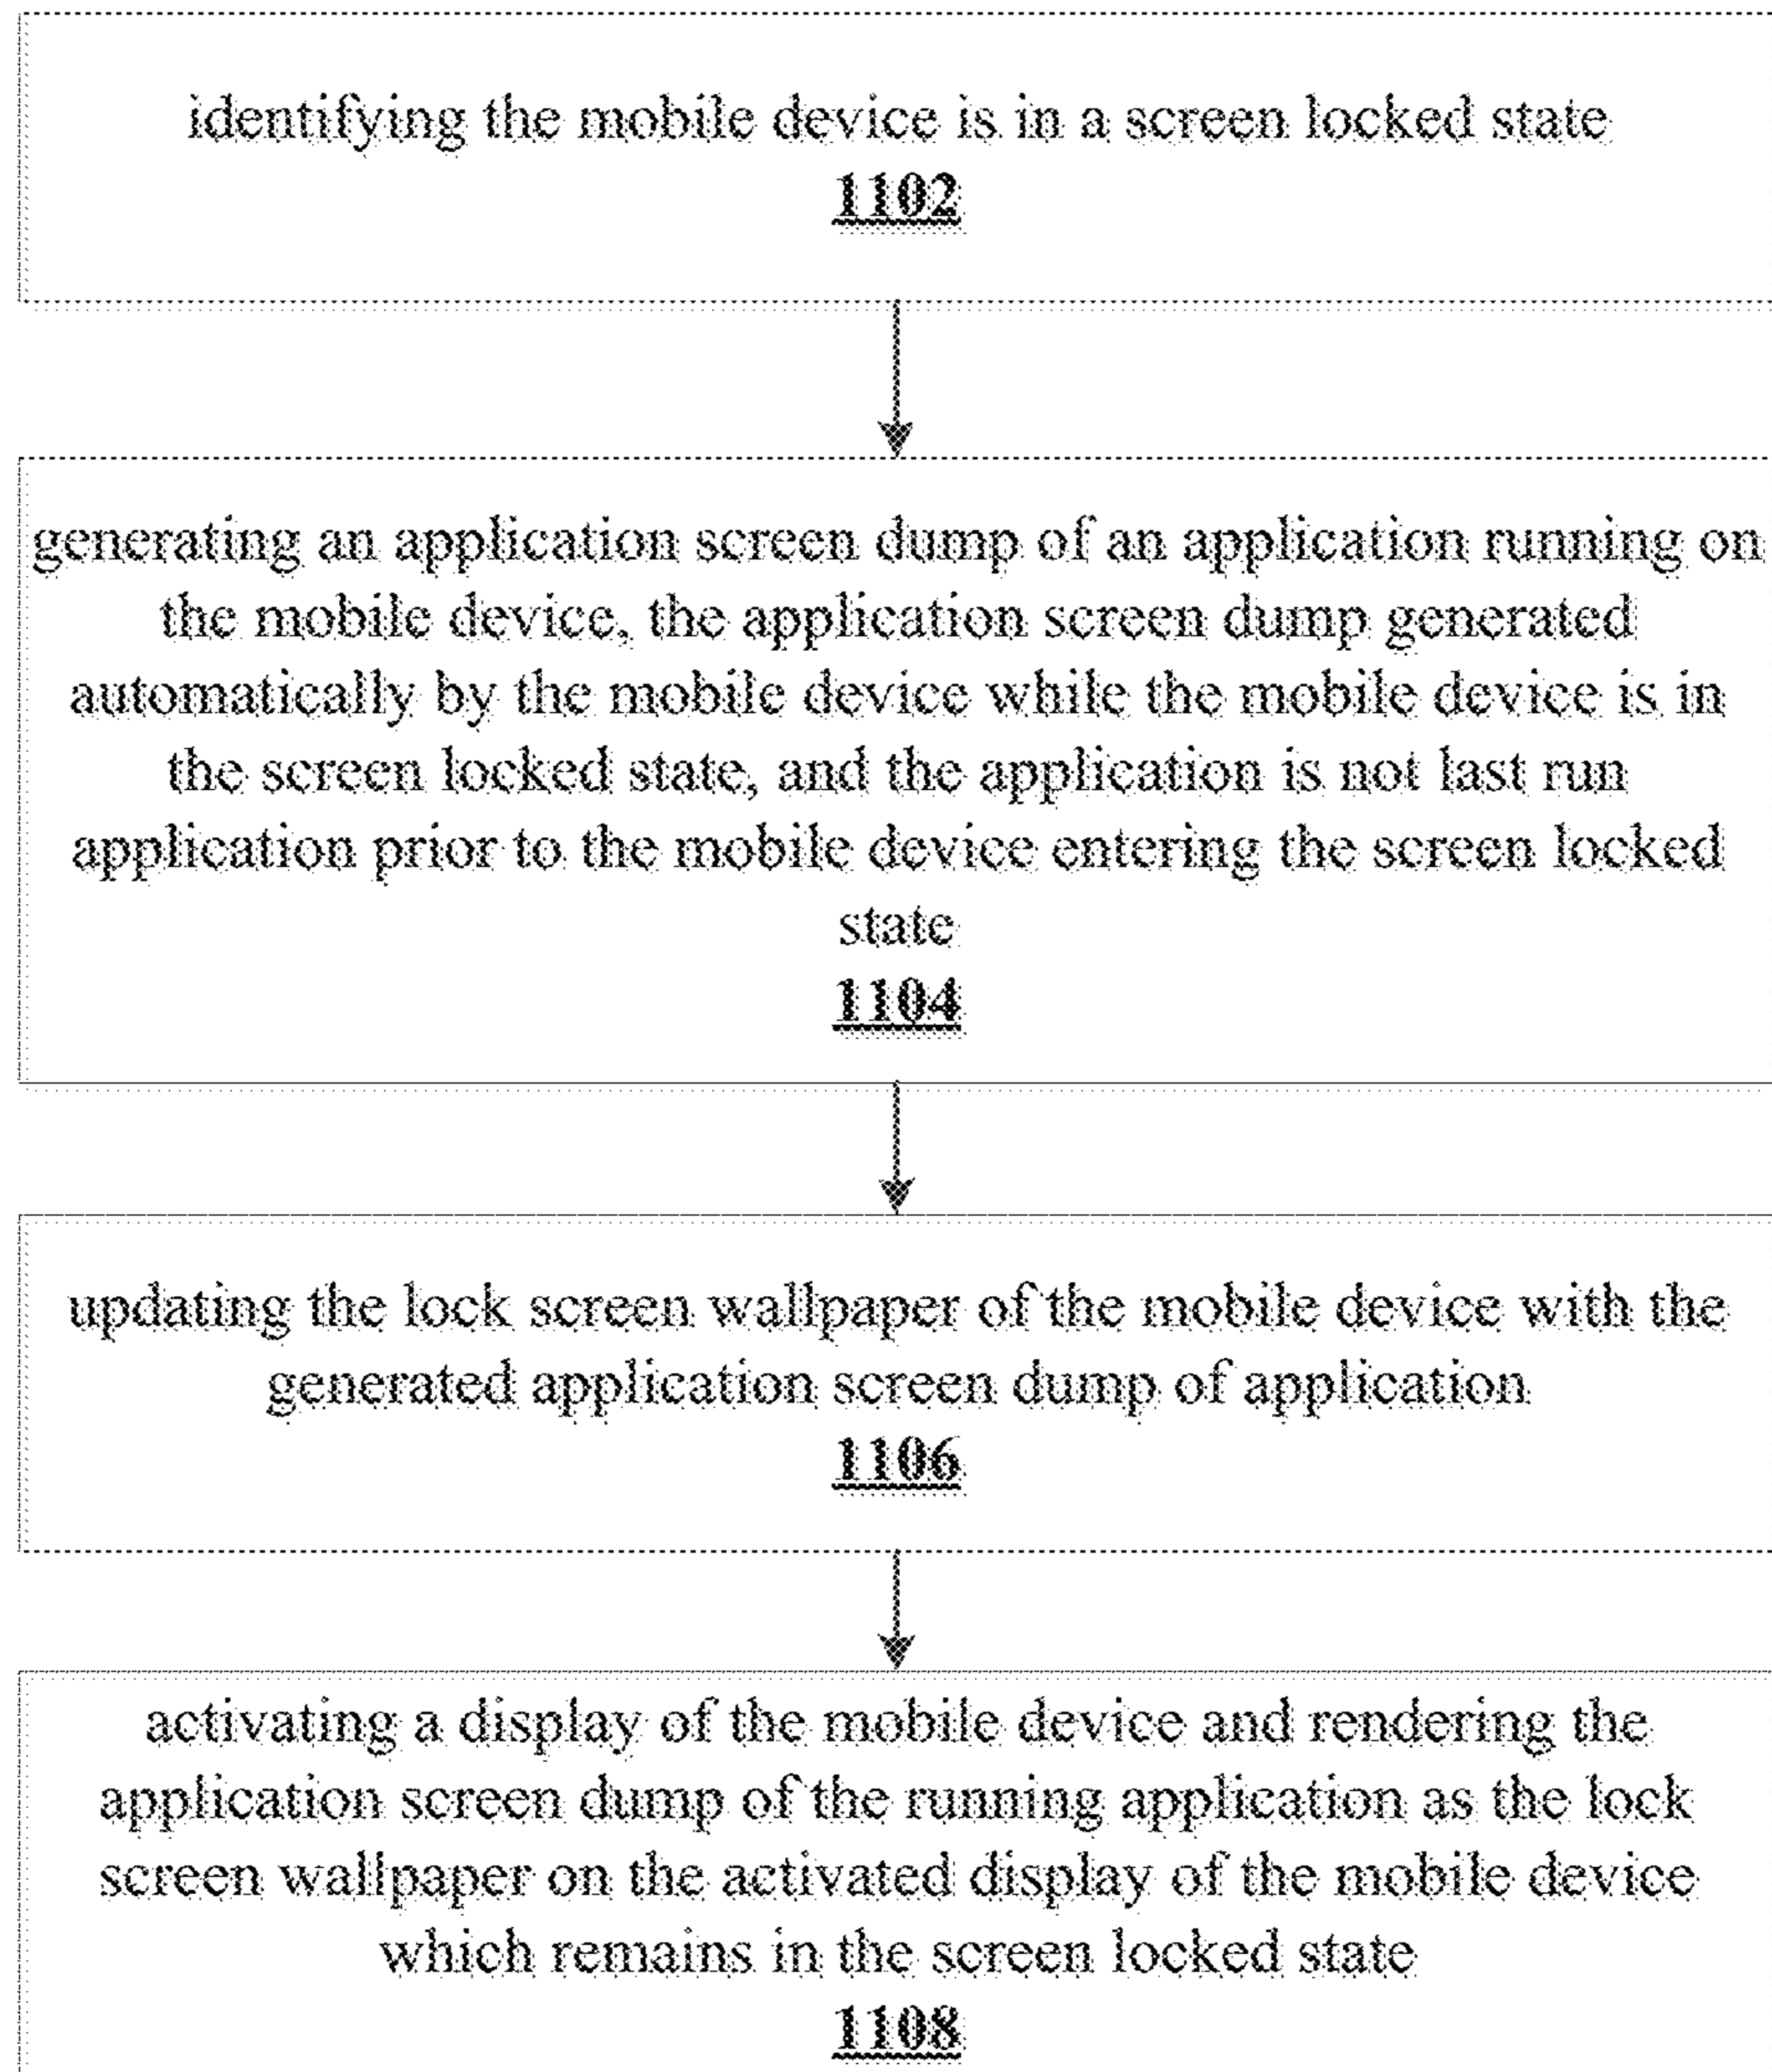 identifying the mobile device is in a screen locked state
1102
generating an application screen dump of an application running on
the mobile device, the application screen dump generated
automatically by the mobile device while the mobile device is in
the screen locked state, and the application is not last run
application prior to the mobile device entering the screen locked
state
1104
updating the lock screen wallpaper of the mobile device with the
generated application screen dump of application
1106
activating a display of the mobile device and rendering the
application screen dump of the running application as the lock
screen wallpaper on the activated display of the mobile device
which remains in the screen locked state
1108